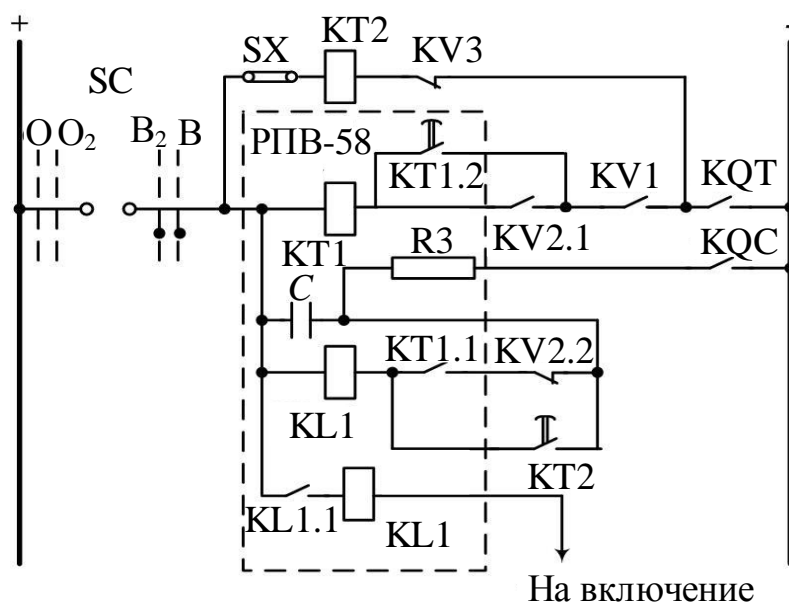 +
-
KT2
SX
KV3
SC
O O₂
B₂ B
РПВ-58
KT1.2
KV1
KQT
KT1
R3
KV2.1
KQC
C
KT1.1
KV2.2
KL1
KT2
KL1.1
KL1
На включение